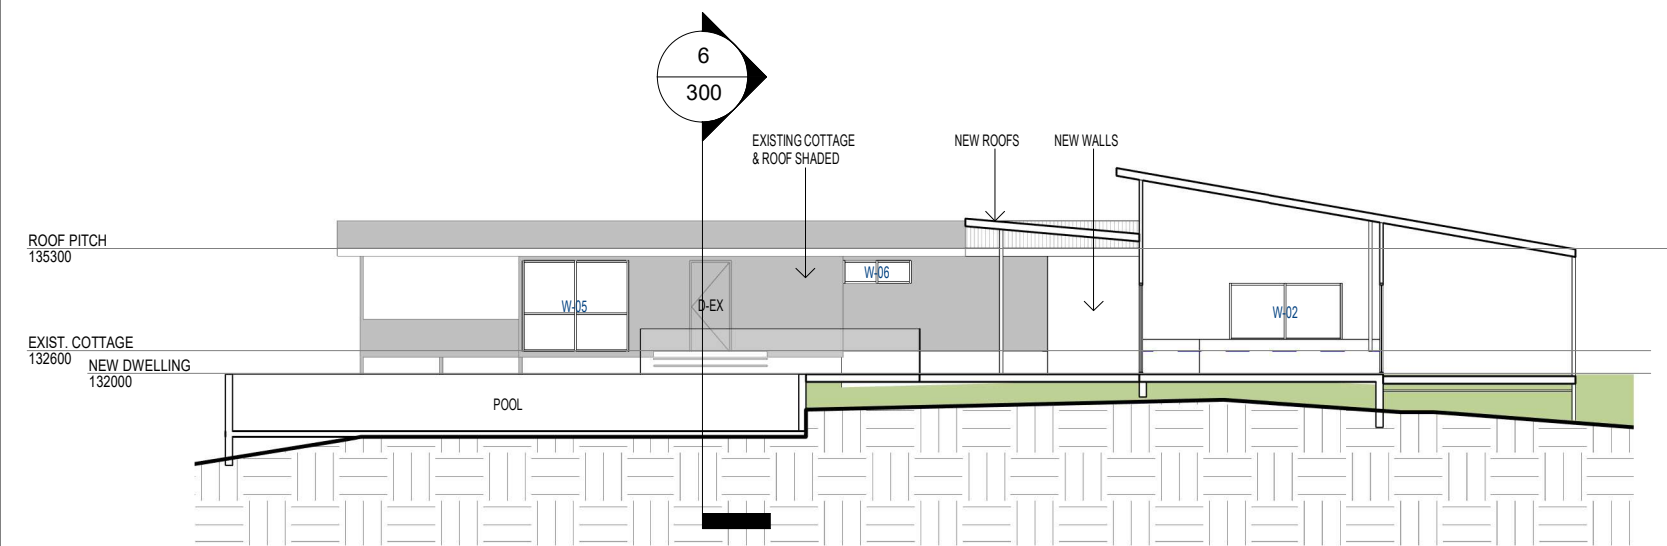 6
300
EXISTING COTTAGE
& ROOF SHADED
NEW ROOFS
NEW WALLS
ROOF PITCH
135300
W-06
W-05
D-EX
W-02
EXIST. COTTAGE
132600
NEW DWELLING
132000
POOL